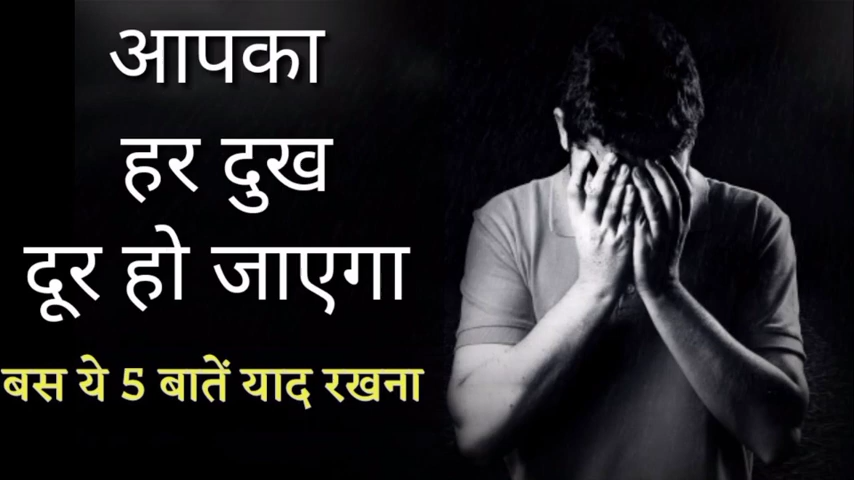 आपका
हर दुख
दूर हो जाएगा
बस ये 5 बातें याद रखना